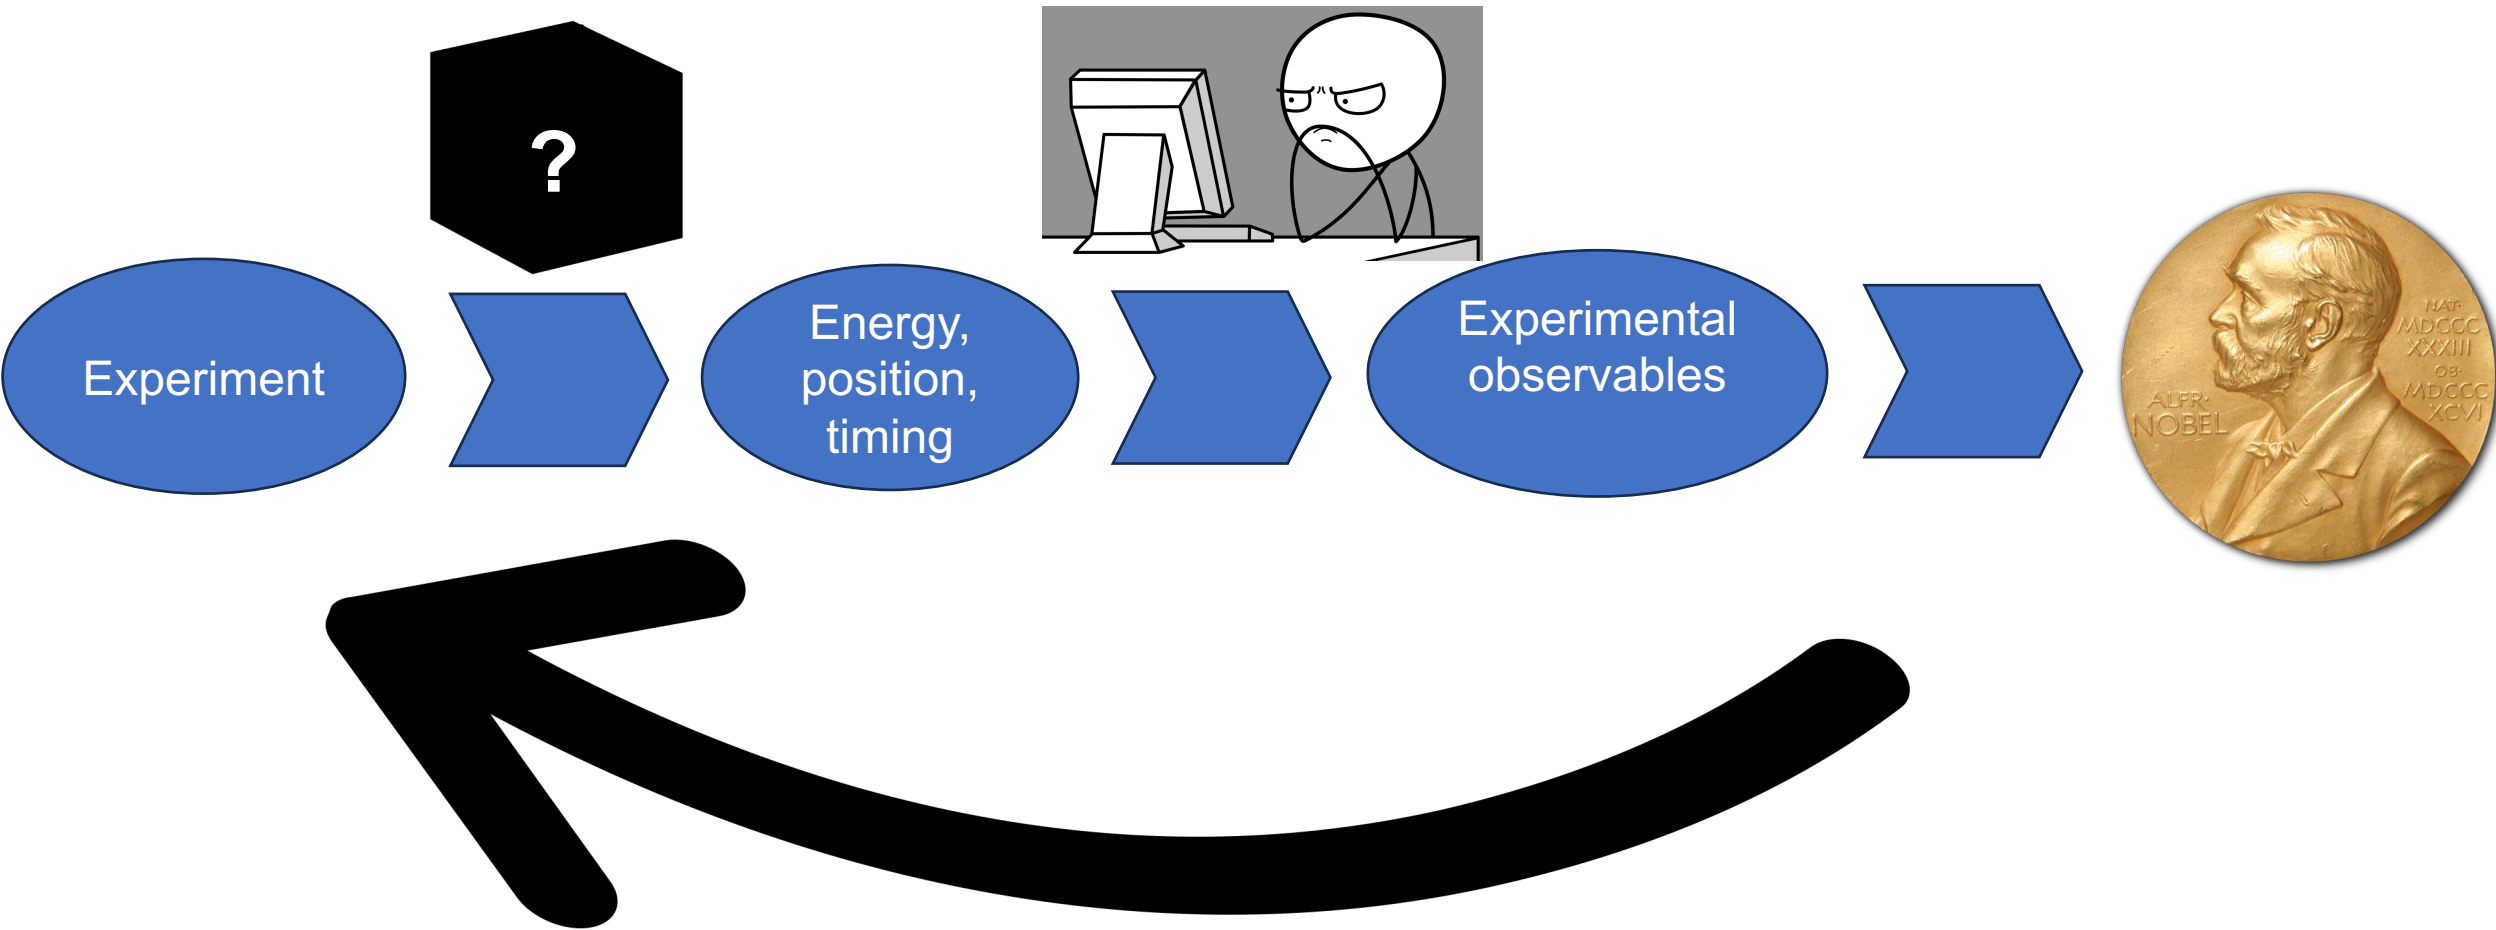 ?
Experiment
Energy,
position,
timing
Experimental
observables
NAT·
MDCCC
XXXIII
OB·
MDCCC
XCVI
ALFR·
NOBEL